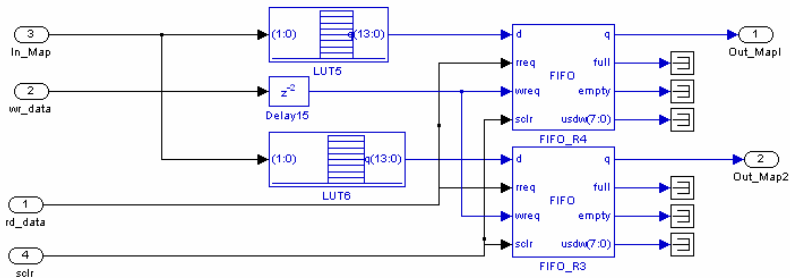 3
In_Map
(1:0)
q(13:0)
LUT5
d
q
1
Out_Map1
rreq
full
FIFO
2
wr_data
z-2
Delay15
wreq
empty
sclr
usdw(7:0)
FIFO_R4
(1:0)
q(13:0)
LUT6
d
q
2
Out_Map2
rreq
full
FIFO
1
rd_data
wreq
empty
4
sclr
sclr
usdw(7:0)
FIFO_R3